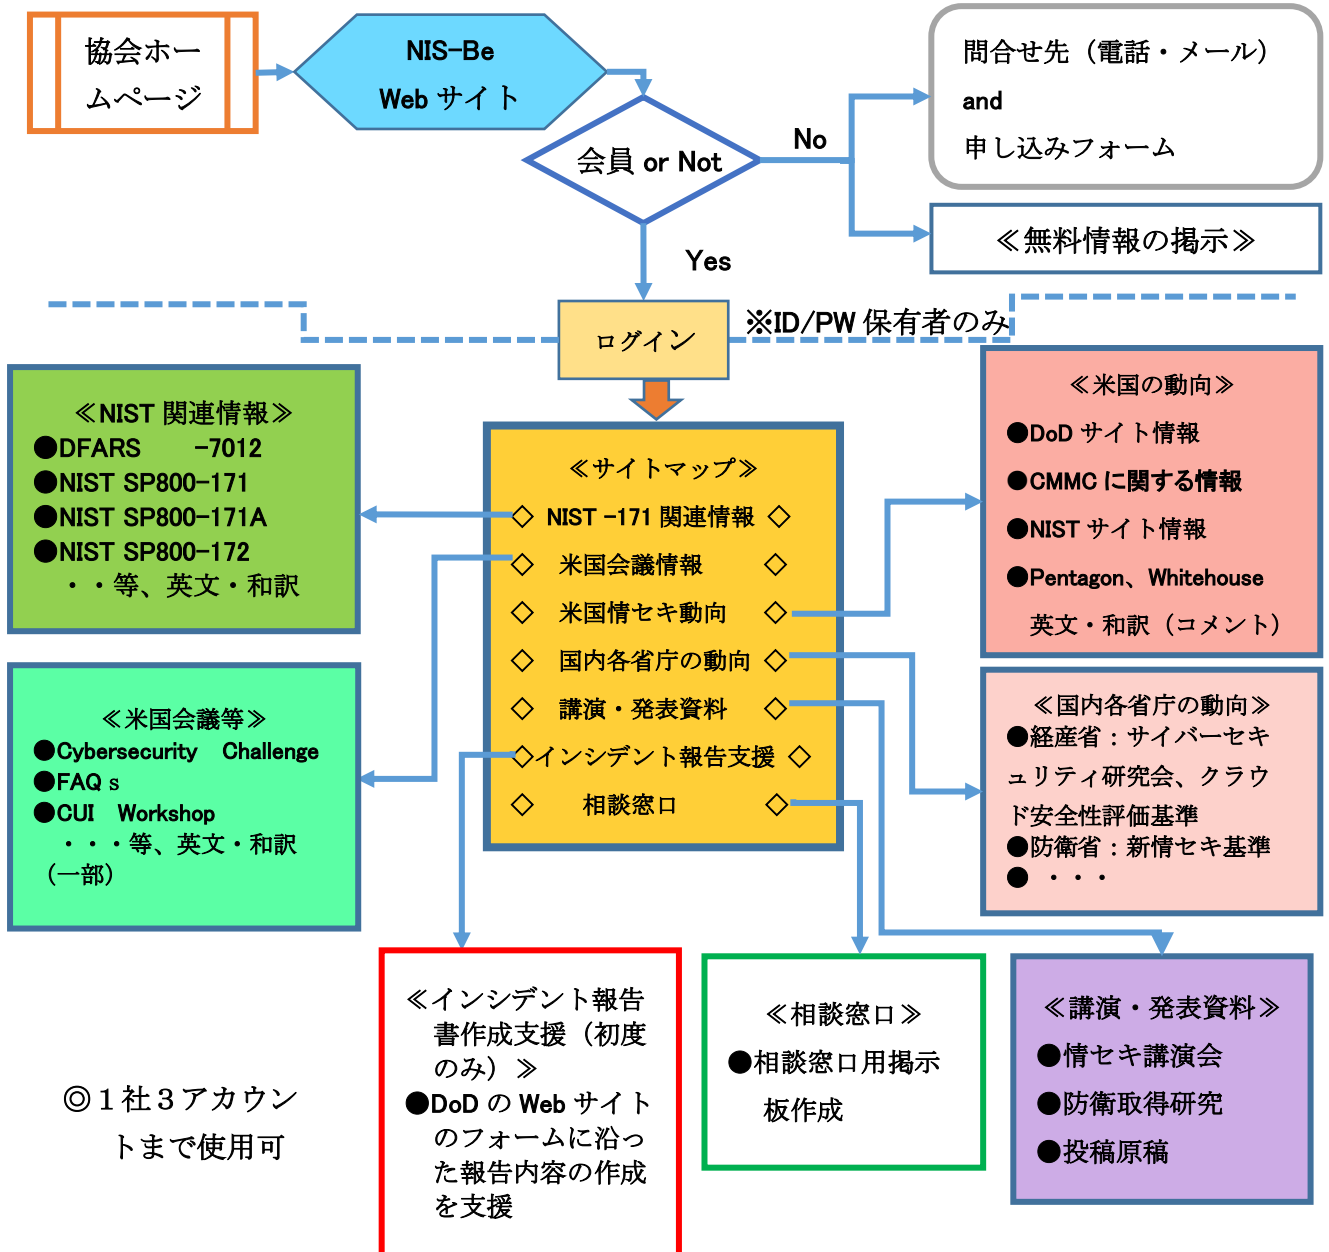 協会ホー
ムページ
NIS-Be
Web サイト
会員 or Not
No
Yes
問合せ先（電話・メール）
and
申し込みフォーム
≪無料情報の掲示≫
ログイン
※ID/PW 保有者のみ
≪NIST 関連情報≫
●DFARS　　-7012
●NIST SP800-171
●NIST SP800-171A
●NIST SP800-172
・・等、英文・和訳
≪米国会議等≫
●Cybersecurity　Challenge
●FAQ s
●CUI　Workshop
・・・等、英文・和訳
（一部）
≪サイトマップ≫
◇ NIST -171 関連情報 ◇
◇　米国会議情報　　◇
◇　米国情セキ動向　◇
◇　国内各省庁の動向 ◇
◇　講演・発表資料　◇
◇インシデント報告支援 ◇
◇　　相談窓口　　　◇
≪米国の動向≫
●DoD サイト情報
●CMMC に関する情報
●NIST サイト情報
●Pentagon、Whitehouse
英文・和訳（コメント）
≪国内各省庁の動向≫
●経産省：サイバーセキ
ュリティ研究会、クラウ
ド安全性評価基準
●防衛省：新情セキ基準
●　・・・
≪インシデント報告
書作成支援（初度
のみ）≫
●DoD の Web サイト
のフォームに沿っ
た報告内容の作成
を支援
≪相談窓口≫
●相談窓口用掲示
板作成
≪講演・発表資料≫
●情セキ講演会
●防衛取得研究
●投稿原稿
◎１社３アカウン
トまで使用可